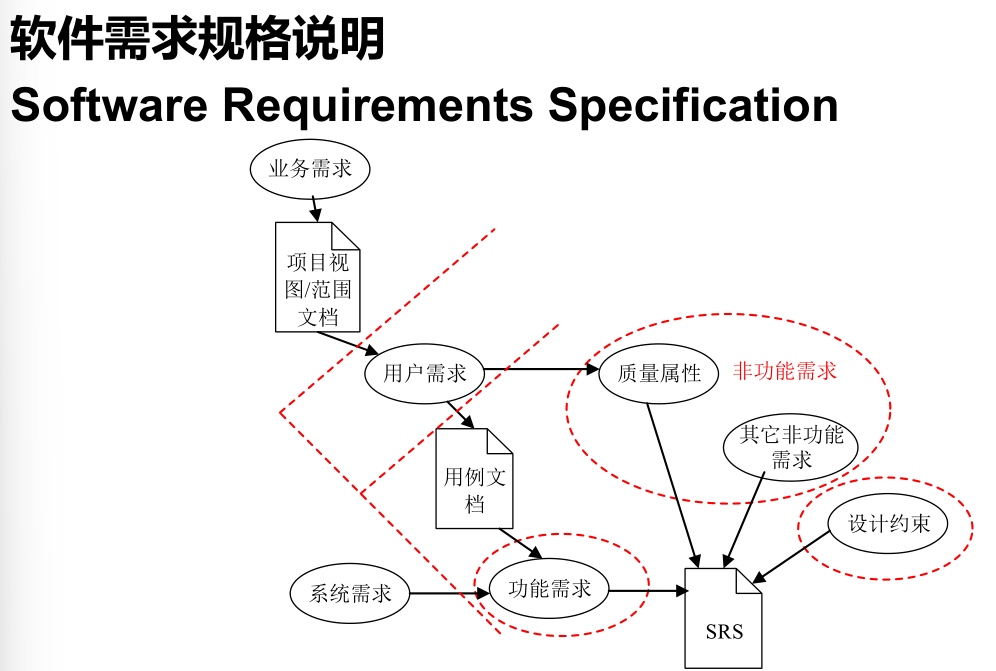 软件需求规格说明
Software Requirements Specification
业务需求
项目视
图/范围
文档
用户需求
质量属性
非功能需求
其它非功能
需求
用例文
档
设计约束
系统需求
功能需求
SRS